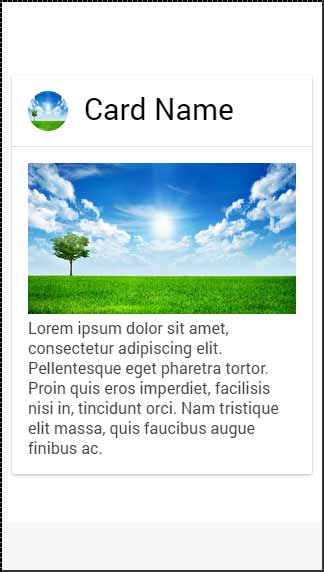 Card Name
Lorem ipsum dolor sit amet,
consectetur adipiscing elit.
Pellentesque eget pharetra tortor.
Proin quis eros imperdiet, facilisis
nisi in, tincidunt orci. Nam tristique
elit massa, quis faucibus augue
finibus ac.